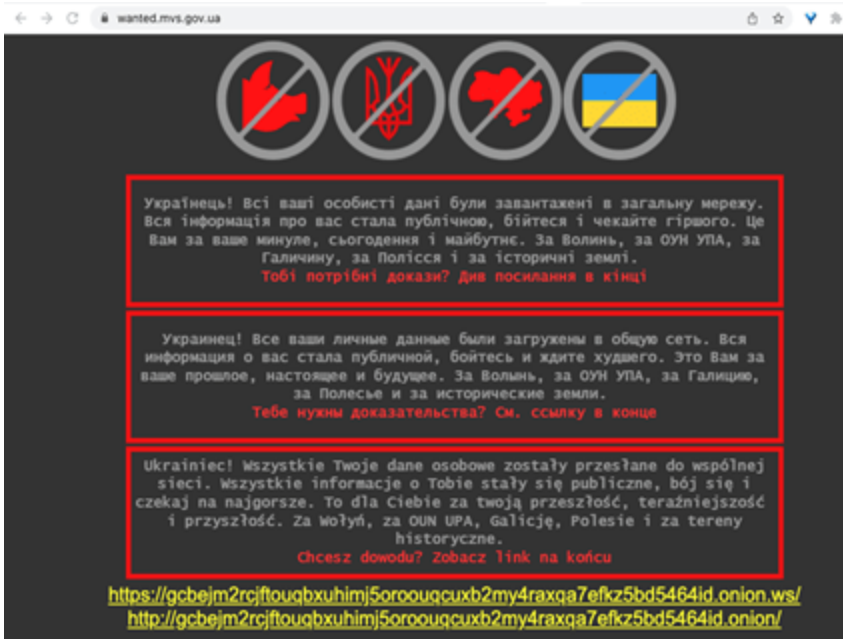 wanted.mvs.gov.ua
Українець! Всі ваші особисті дані були завантажені в загальну мережу.
Вся інформація про вас стала публічною, бійтеся і чекайте гіршого. Це
Вам за ваше минуле, сьогодення і майбутнє. За Волинь, за ОУН УПА, за
Галичину, за Полісся і за історичні землі.
Тобі потрібні докази? Див посилання в кінці
Украинец! Все ваши личные данные были загружены в общую сеть. Вся
информация о вас стала публичной, бойтесь и ждите худшего. Это Вам за
ваше прошлое, настоящее и будущее. За Волынь, за ОУН УПА, за Галицию,
за Полесье и за исторические земли.
Тебе нужны доказательства? См. ссылку в конце
Ukrainiec! Wszystkie Twoje dane osobowe zostały przesłane do wspólnej
sieci. Wszystkie informacje o Tobie stały się publiczne, bój się i
czekaj na najgorsze. To dla Ciebie za twoją przeszłość, teraźniejszość
i przyszłość. Za Wołyń, za OUN UPA, Galicję, Polesie i za tereny
historyczne.
Chcesz dowodu? Zobacz link na końcu
https://gcbejm2rcjftouqbxuhimj5oroouqcuxb2my4raxqa7efkz5bd5464id.onion.ws/
http://gcbejm2rcjftouqbxuhimj5oroouqcuxb2my4raxqa7efkz5bd5464id.onion/